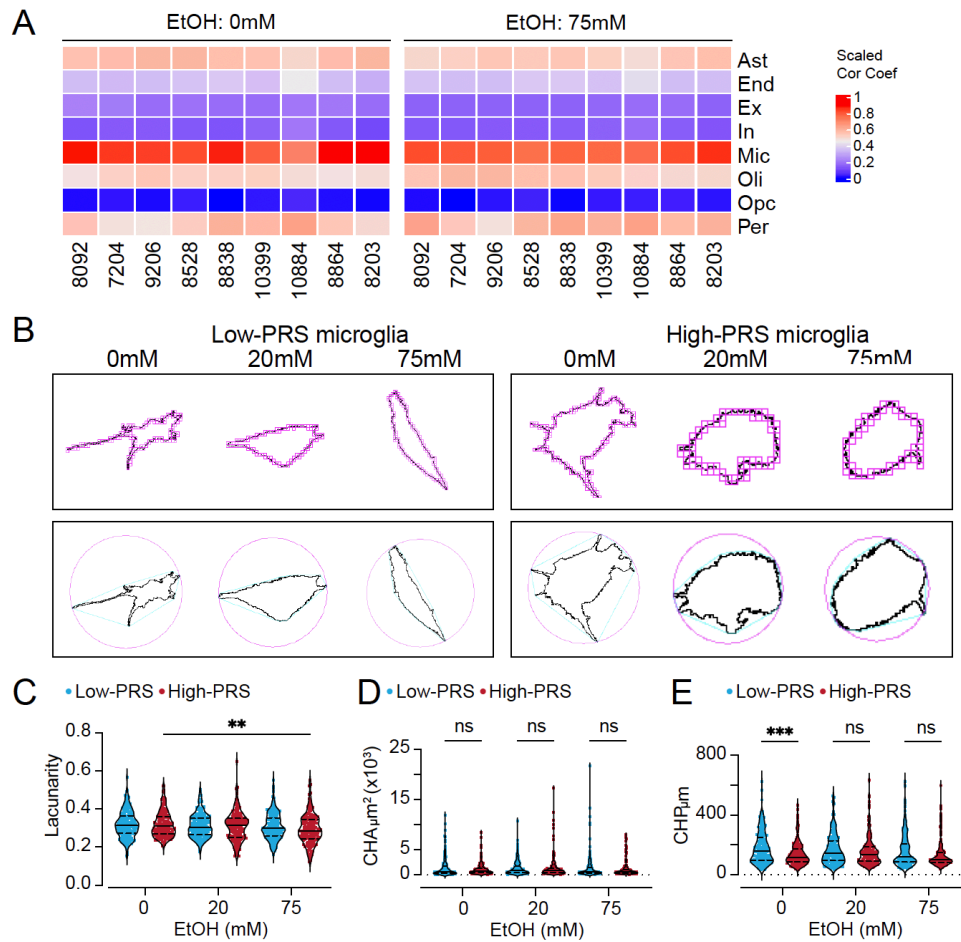 A
EtOH: 0mM EtOH: 75mM
Ast
End
Ex
In
Mic
Oli
Opc
Per
Scaled
Cor Coef
1
0.8
0.6
0.4
0.2
0
8092 7204 9206 8528 8838 10399 10884 8864 8203
8092 7204 9206 8528 8838 10399 10884 8864 8203
B
Low-PRS microglia High-PRS microglia
0mM 20mM 75mM 0mM 20mM 75mM
C
Low-PRS High-PRS
**
Lacunarity
0.8
0.6
0.4
0.2
0.0
0 20 75
EtOH (mM)
D
Low-PRS High-PRS
ns ns ns
CHAμm² (x10³)
25
15
5
0
0 20 75
EtOH (mM)
E
Low-PRS High-PRS
*** ns ns
CHPμm
800
400
0
0 20 75
EtOH (mM)